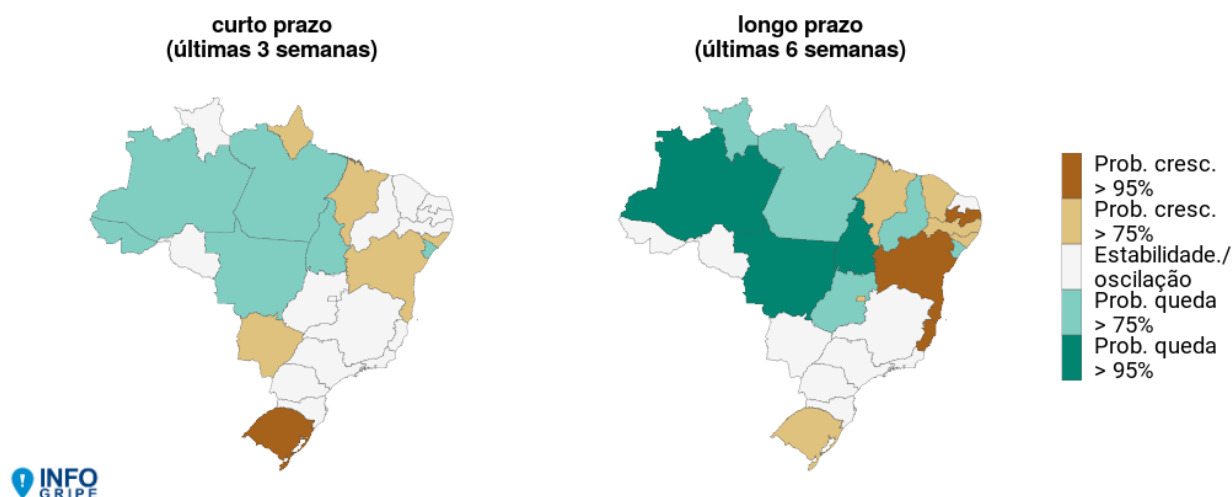 curto prazo
(últimas 3 semanas)
longo prazo
(últimas 6 semanas)
Prob. cresc.
> 95%
Prob. cresc.
> 75%
Estabilidade./
oscilação
Prob. queda
> 75%
Prob. queda
> 95%
INFO
GRIPE